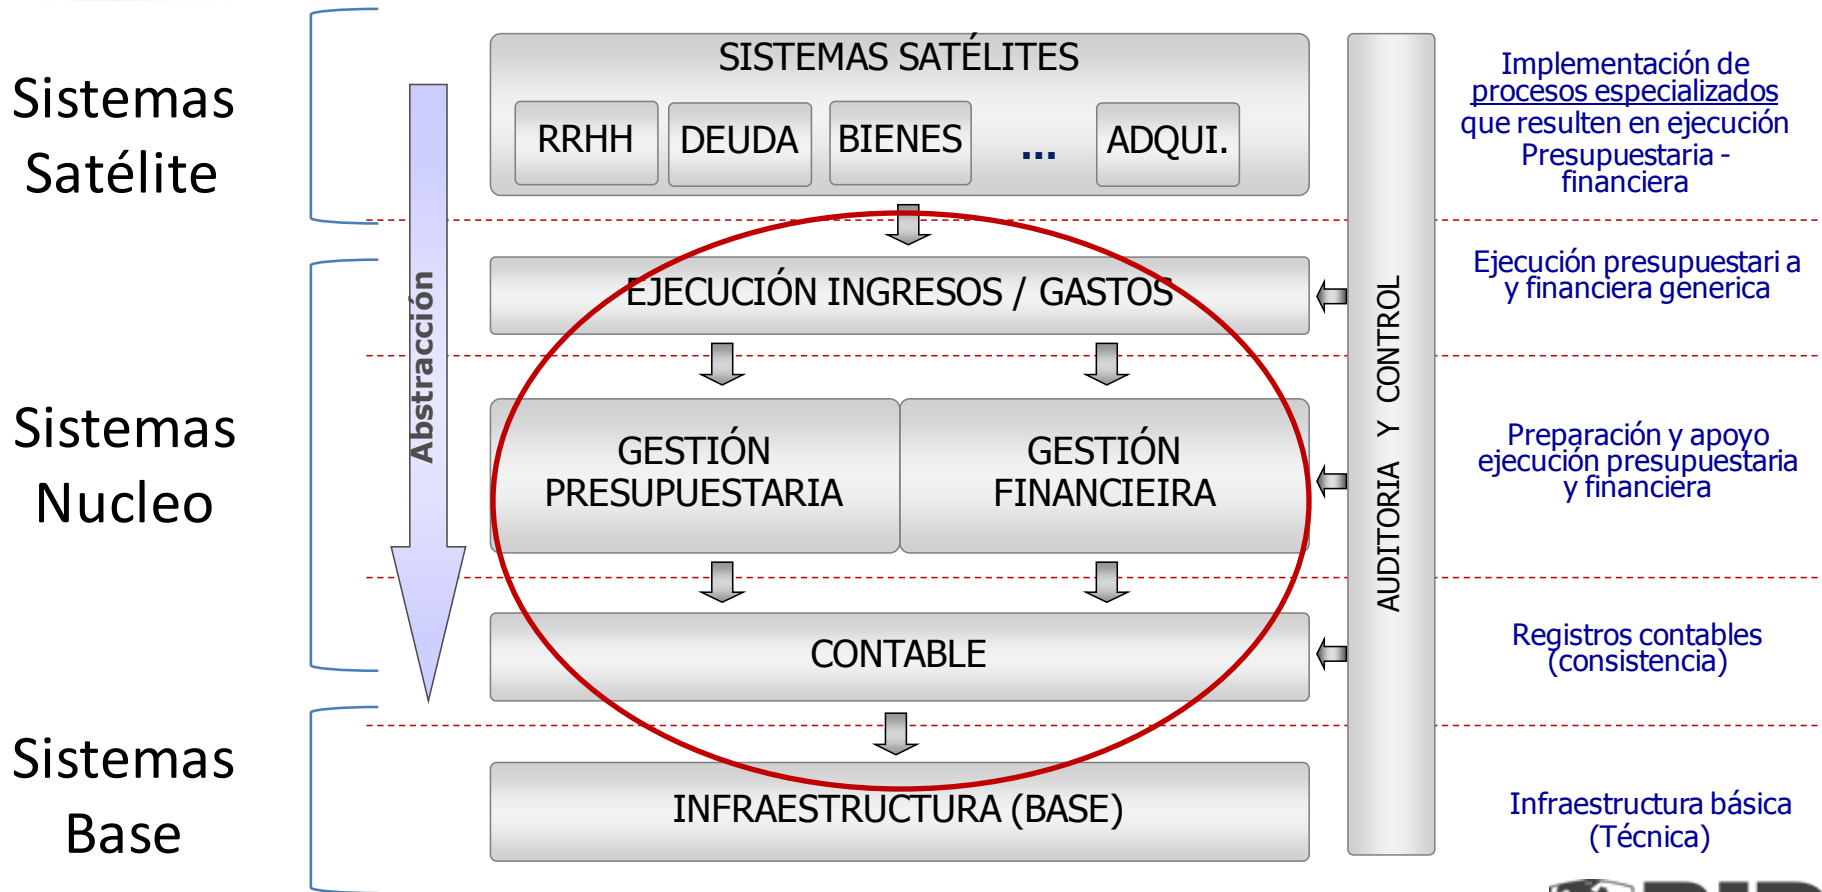 Sistemas
Satélite
Sistemas
Nucleo
Sistemas
Base
Abstracción
SISTEMAS SATÉLITES
RRHH
DEUDA
BIENES
...
ADQUI.
EJECUCIÓN INGRESOS / GASTOS
GESTIÓN
PRESUPUESTARIA
GESTIÓN
FINANCIEIRA
CONTABLE
INFRAESTRUCTURA (BASE)
AUDITORIA Y CONTROL
Implementación de
procesos especializados
que resulten en ejecución
Presupuestaria -
financiera
Ejecución presupuestari a
y financiera generica
Preparación y apoyo
ejecución presupuestaria
y financiera
Registros contables
(consistencia)
Infraestructura básica
(Técnica)